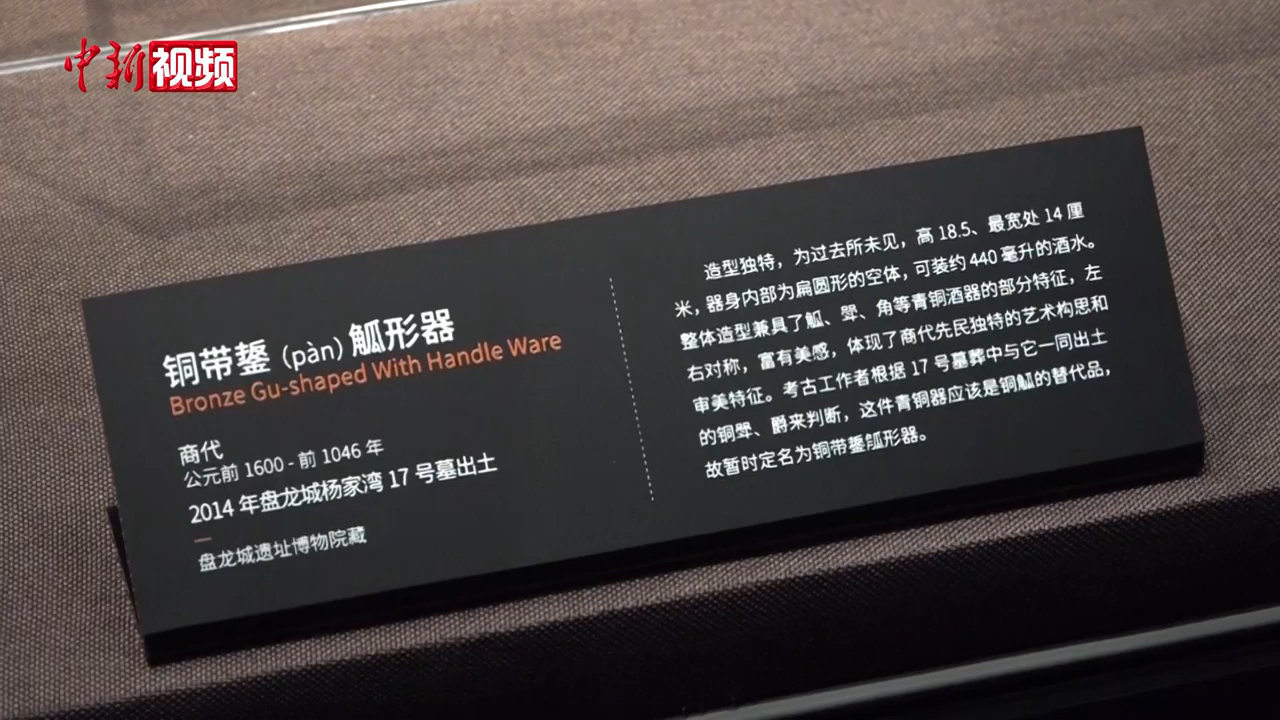 中新视频
铜带鋬(pàn)觚形器
Bronze Gu-shaped With Handle Ware
商代
公元前 1600 - 前 1046 年
2014 年盘龙城杨家湾 17 号墓出土
盘龙城遗址博物院藏
造型独特，为过去所未见，高 18.5、最宽处 14 厘
米，器身内部为扁圆形的空体，可装约 440 毫升的酒水。
整体造型兼具了觚、斝、角等青铜酒器的部分特征，左
右对称，富有美感，体现了商代先民独特的艺术构思和
审美特征。考古工作者根据 17 号墓葬中与它一同出土
的铜斝、爵来判断，这件青铜器应该是铜觚的替代品，
故暂时定名为铜带鋬觚形器。